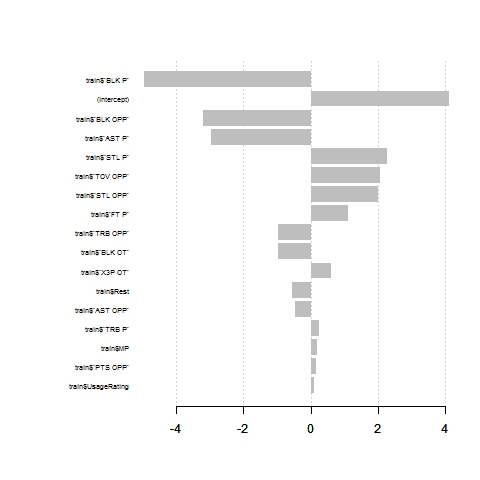 train$`BLK P`
(Intercept)
train$`BLK OPP`
train$`AST P`
train$`STL P`
train$`TOV OPP`
train$`STL OPP`
train$`FT P`
train$`TRB OPP`
train$`BLK OT`
train$`X3P OT`
train$Rest
train$`AST OPP`
train$`TRB P`
train$MP
train$`PTS OPP`
train$UsageRating
-4 -2 0 2 4